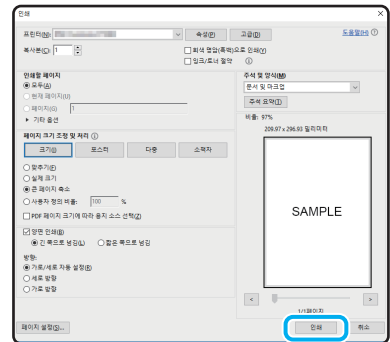 인쇄
프린터(N):
속성(P)
고급(D)
도움말(H)
복사본(C): 1
회색 명암(흑백)으로 인쇄(Y)
잉크/토너 절약
인쇄할 페이지
모두(A)
현재 페이지(U)
페이지(G) 1
기타 옵션
주석 및 양식(M)
문서 및 마크업
주석 요약(T)
페이지 크기 조정 및 처리
크기(I)
포스터
다중
소책자
맞추기(F)
실제 크기
큰 페이지 축소
사용자 정의 비율: 100 %
PDF 페이지 크기에 따라 용지 소스 선택(Z)
양면 인쇄(B)
긴 쪽으로 넘김(L)
짧은 쪽으로 넘김
방향:
가로/세로 자동 설정(R)
세로 방향
가로 방향
비율: 97%
209.97 x 296.93 밀리미터
SAMPLE
<
>
1/1페이지
페이지 설정(S)...
인쇄
취소